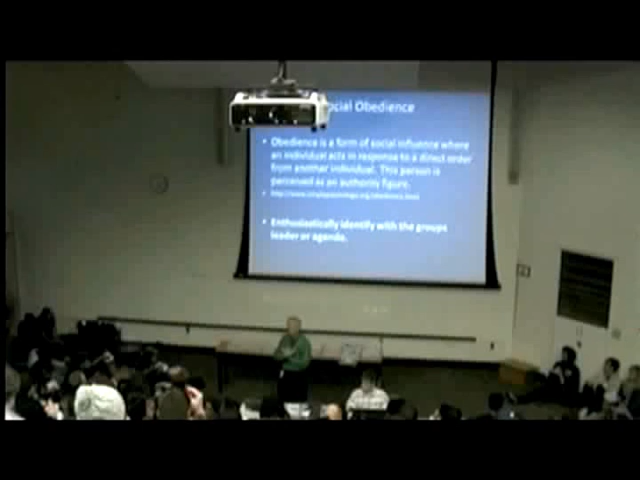 ocial Obedience
• Obedience is a form of social influence where
an individual acts in response to a direct order
from another individual. This person is
perceived as an authority figure.
• Enthusiastically identify with the groups
leader or agenda.